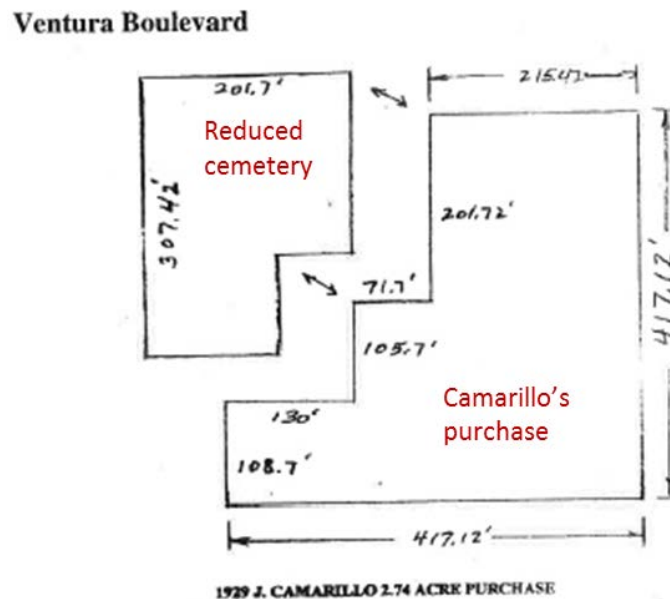 Ventura Boulevard
201.7'
215.42
Reduced
cemetery
307.42'
201.72'
71.7'
105.7'
417.12'
130'
Camarillo's
purchase
108.7'
417.12'
1929 J. CAMARILLO 2.74 ACRE PURCHASE